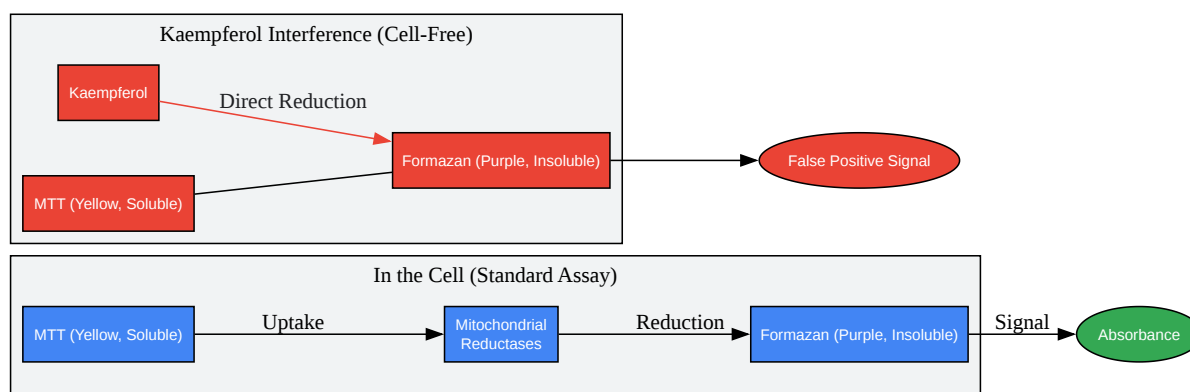 Kaempferol Interference (Cell-Free)
Kaempferol
Direct Reduction
Formazan (Purple, Insoluble)
False Positive Signal
MTT (Yellow, Soluble)
In the Cell (Standard Assay)
MTT (Yellow, Soluble)
Uptake
Mitochondrial
Reductases
Reduction
Formazan (Purple, Insoluble)
Signal
Absorbance